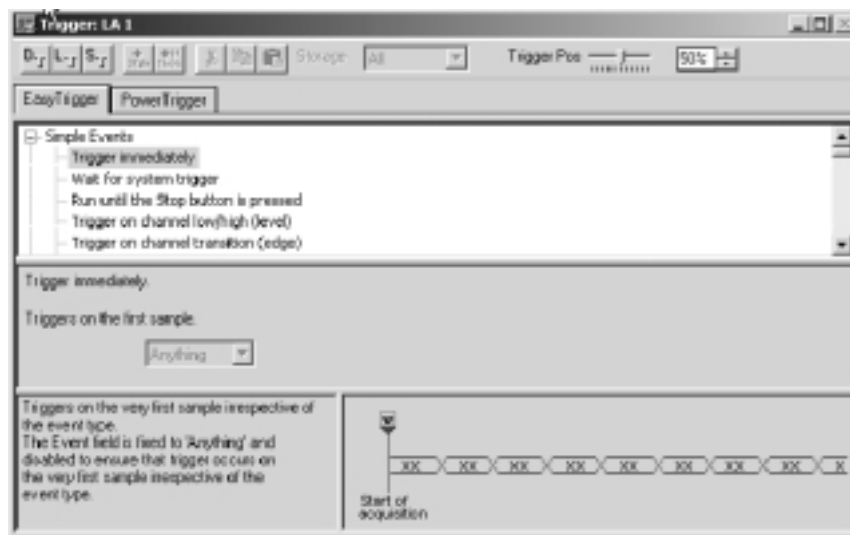 Trigger: LA 1
Storage All Trigger Pos 50%
EasyTrigger PowerTrigger
Simple Events
Trigger immediately
Wait for system trigger
Run until the Stop button is pressed
Trigger on channel low/high (level)
Trigger on channel transition (edge)
Trigger immediately.
Triggers on the first sample.
Anything
Triggers on the very first sample irrespective of
the event type.
The Event field is fixed to 'Anything' and
disabled to ensure that trigger occurs on
the very first sample irrespective of the
event type.
XX XX XX XX XX XX XX XX X
Start of
acquisition